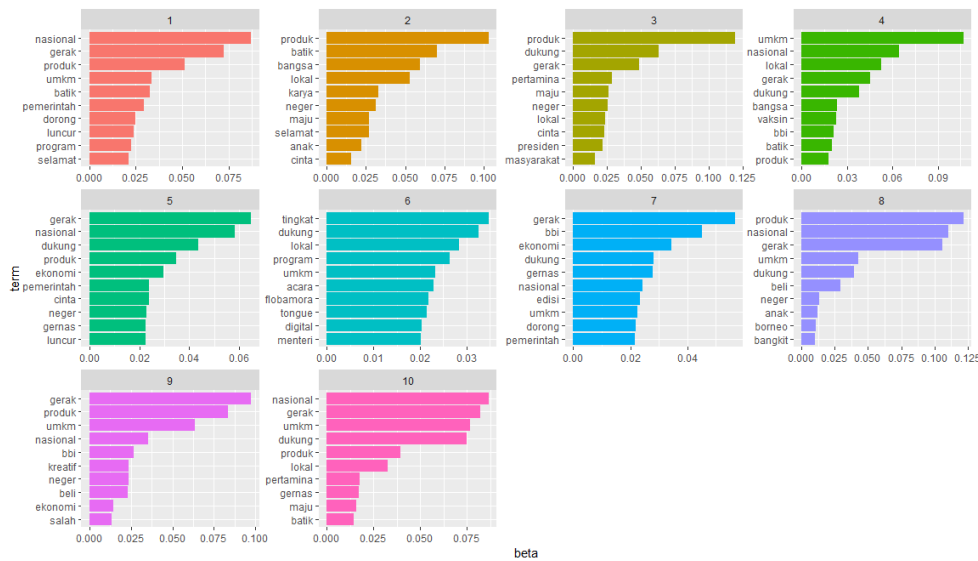 1
nasional
gerak
produk
umkm
batik
pemerintah
dorong
luncur
program
selamat
0.000 0.025 0.050 0.075
2
produk
batik
bangsa
lokal
karya
neger
maju
selamat
anak
cinta
0.000 0.025 0.050 0.075 0.100
3
produk
dukung
gerak
pertamina
maju
neger
lokal
cinta
presiden
masyarakat
0.000 0.025 0.050 0.075 0.100 0.125
4
umkm
nasional
lokal
gerak
dukung
bangsa
vaksin
bbi
batik
produk
0.00 0.03 0.06 0.09
term
5
gerak
nasional
dukung
produk
ekonomi
pemerintah
cinta
neger
gernas
luncur
0.00 0.02 0.04 0.06
6
tingkat
dukung
lokal
program
umkm
acara
flobamora
tongue
digital
menteri
0.00 0.01 0.02 0.03
7
gerak
bbi
ekonomi
dukung
gernas
nasional
edisi
umkm
dorong
pemerintah
0.00 0.02 0.04
8
produk
nasional
gerak
umkm
dukung
beli
neger
anak
borneo
bangkit
0.000 0.025 0.050 0.075 0.100 0.125
9
gerak
produk
umkm
nasional
bbi
kreatif
neger
beli
ekonomi
salah
0.000 0.025 0.050 0.075 0.100
10
nasional
gerak
umkm
dukung
produk
lokal
pertamina
gernas
maju
batik
0.000 0.025 0.050 0.075
beta